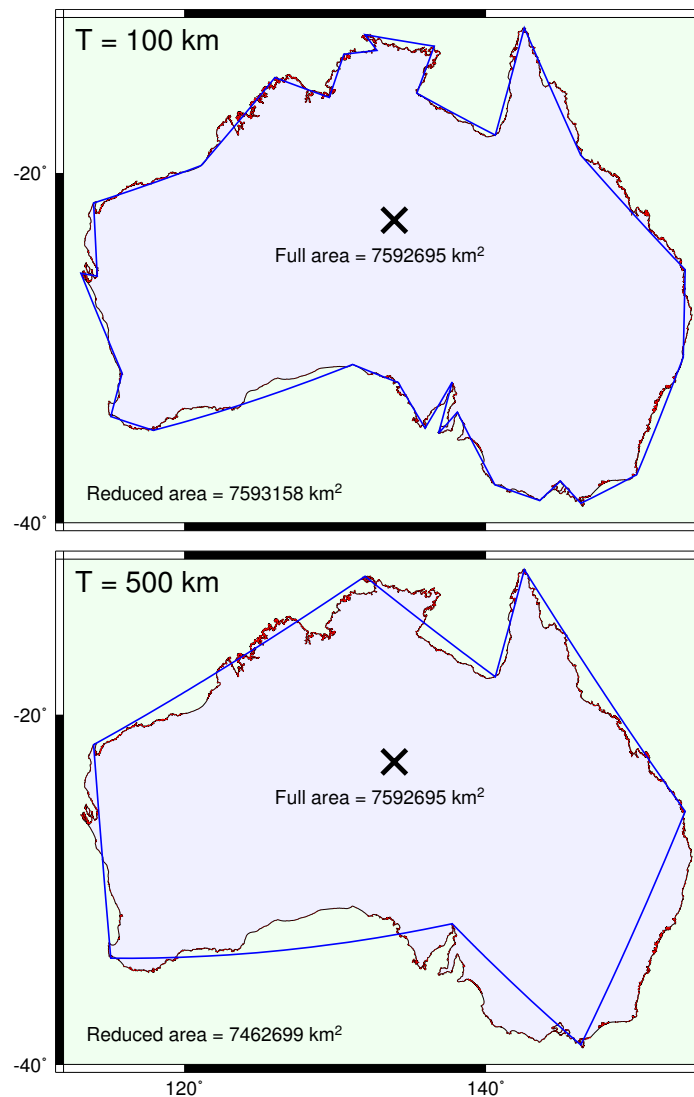 T = 100 km
-20˚
Full area = 7592695 km²
Reduced area = 7593158 km²
-40˚
T = 500 km
-20˚
Full area = 7592695 km²
Reduced area = 7462699 km²
-40˚
120˚ 140˚